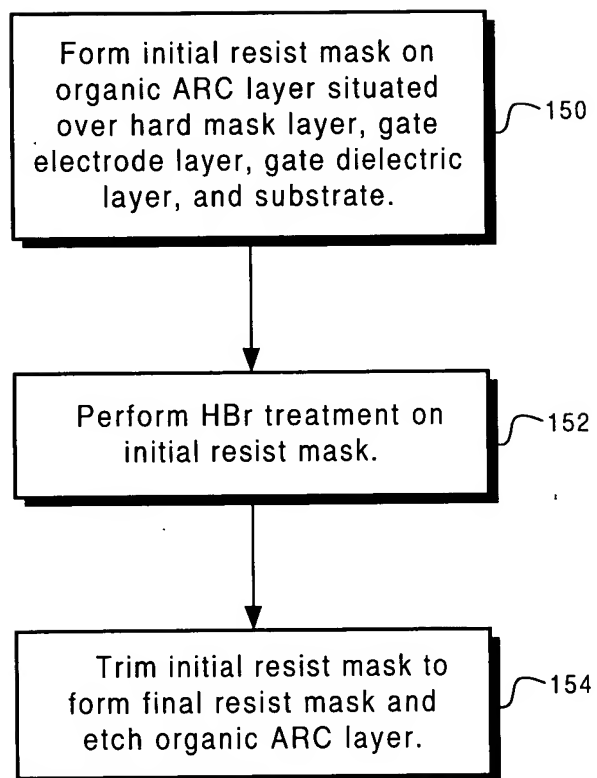 Form initial resist mask on
organic ARC layer situated
over hard mask layer, gate
electrode layer, gate dielectric
layer, and substrate.
150
Perform HBr treatment on
initial resist mask.
152
Trim initial resist mask to
form final resist mask and
etch organic ARC layer.
154